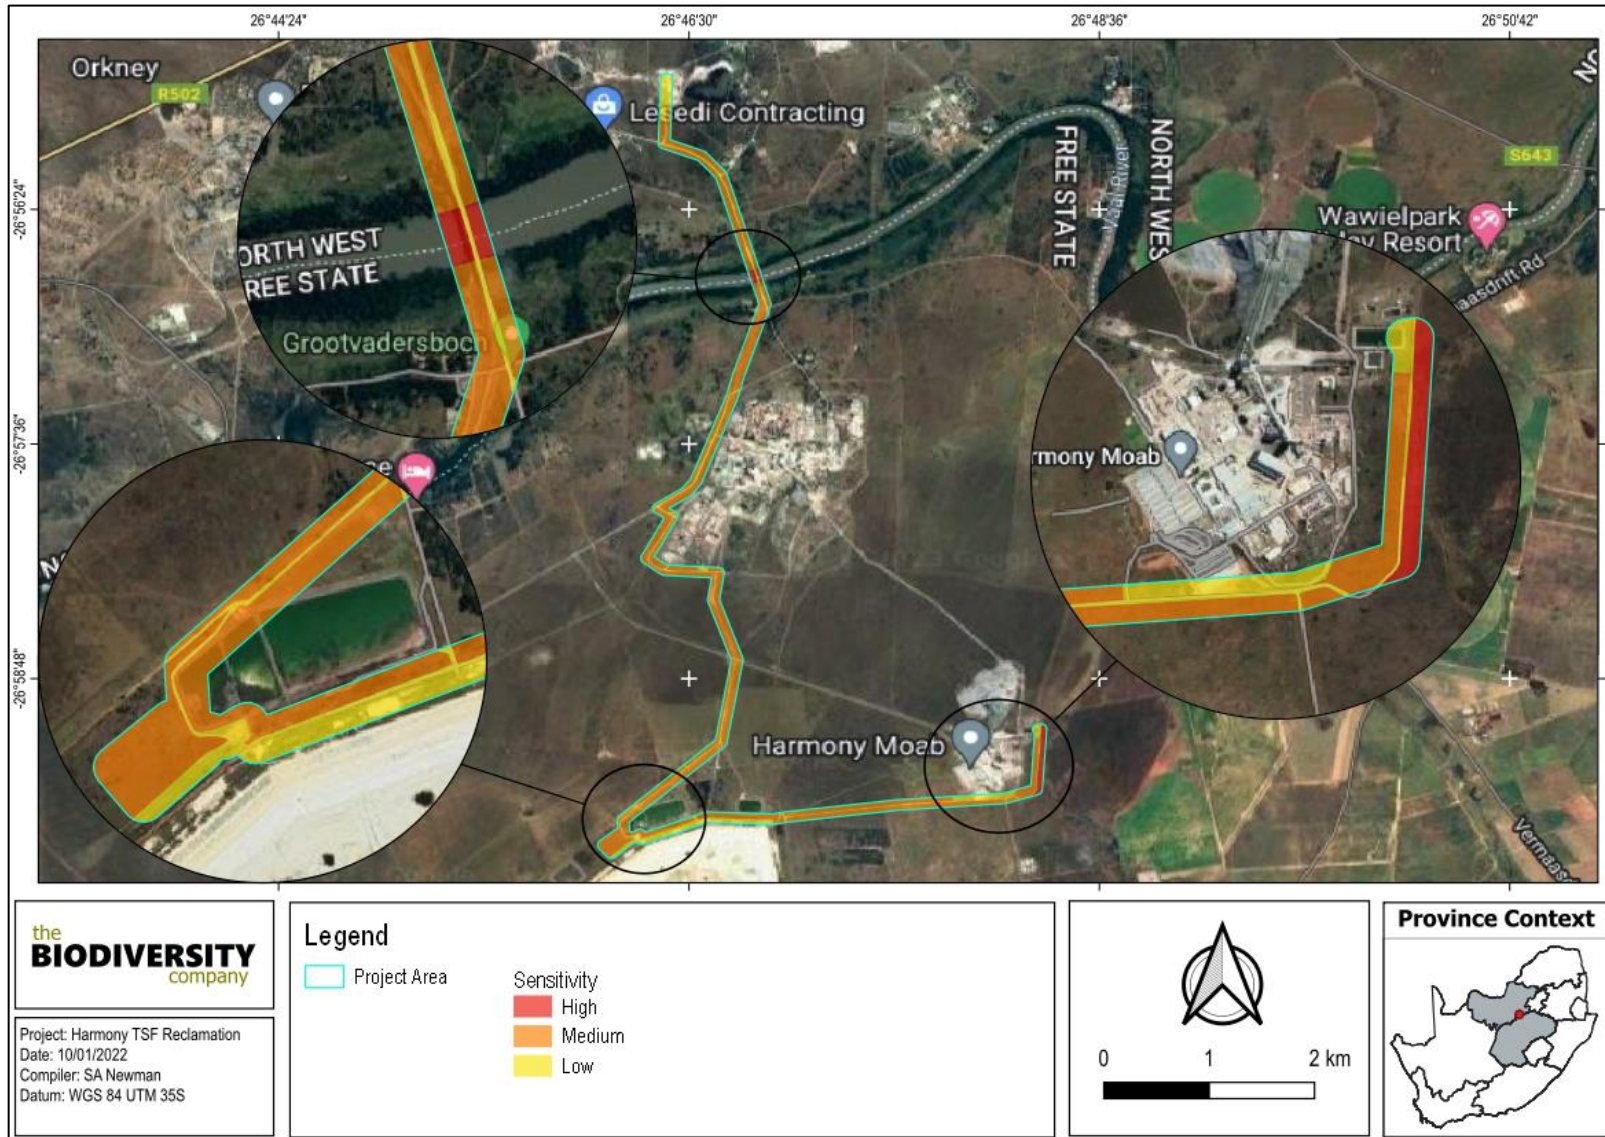 26°44'24"
26°46'30"
26°48'36"
26°50'42"
Orkney
R502
Lesedi Contracting
FREE STATE
NORTH WES
Vaal River
S643
-26°56'24"
Wawielpark
Resort
aasdrift Rd
ORTH WEST
REE STATE
Grootvadersboch
-26°57'36"
rmony Moab
-26°58'48"
Harmony Moab
Vermaasd
the
BIODIVERSITY
company
Project: Harmony TSF Reclamation
Date: 10/01/2022
Compiler: SA Newman
Datum: WGS 84 UTM 35S
Legend
Project Area
Sensitivity
High
Medium
Low
0 1 2 km
Province Context